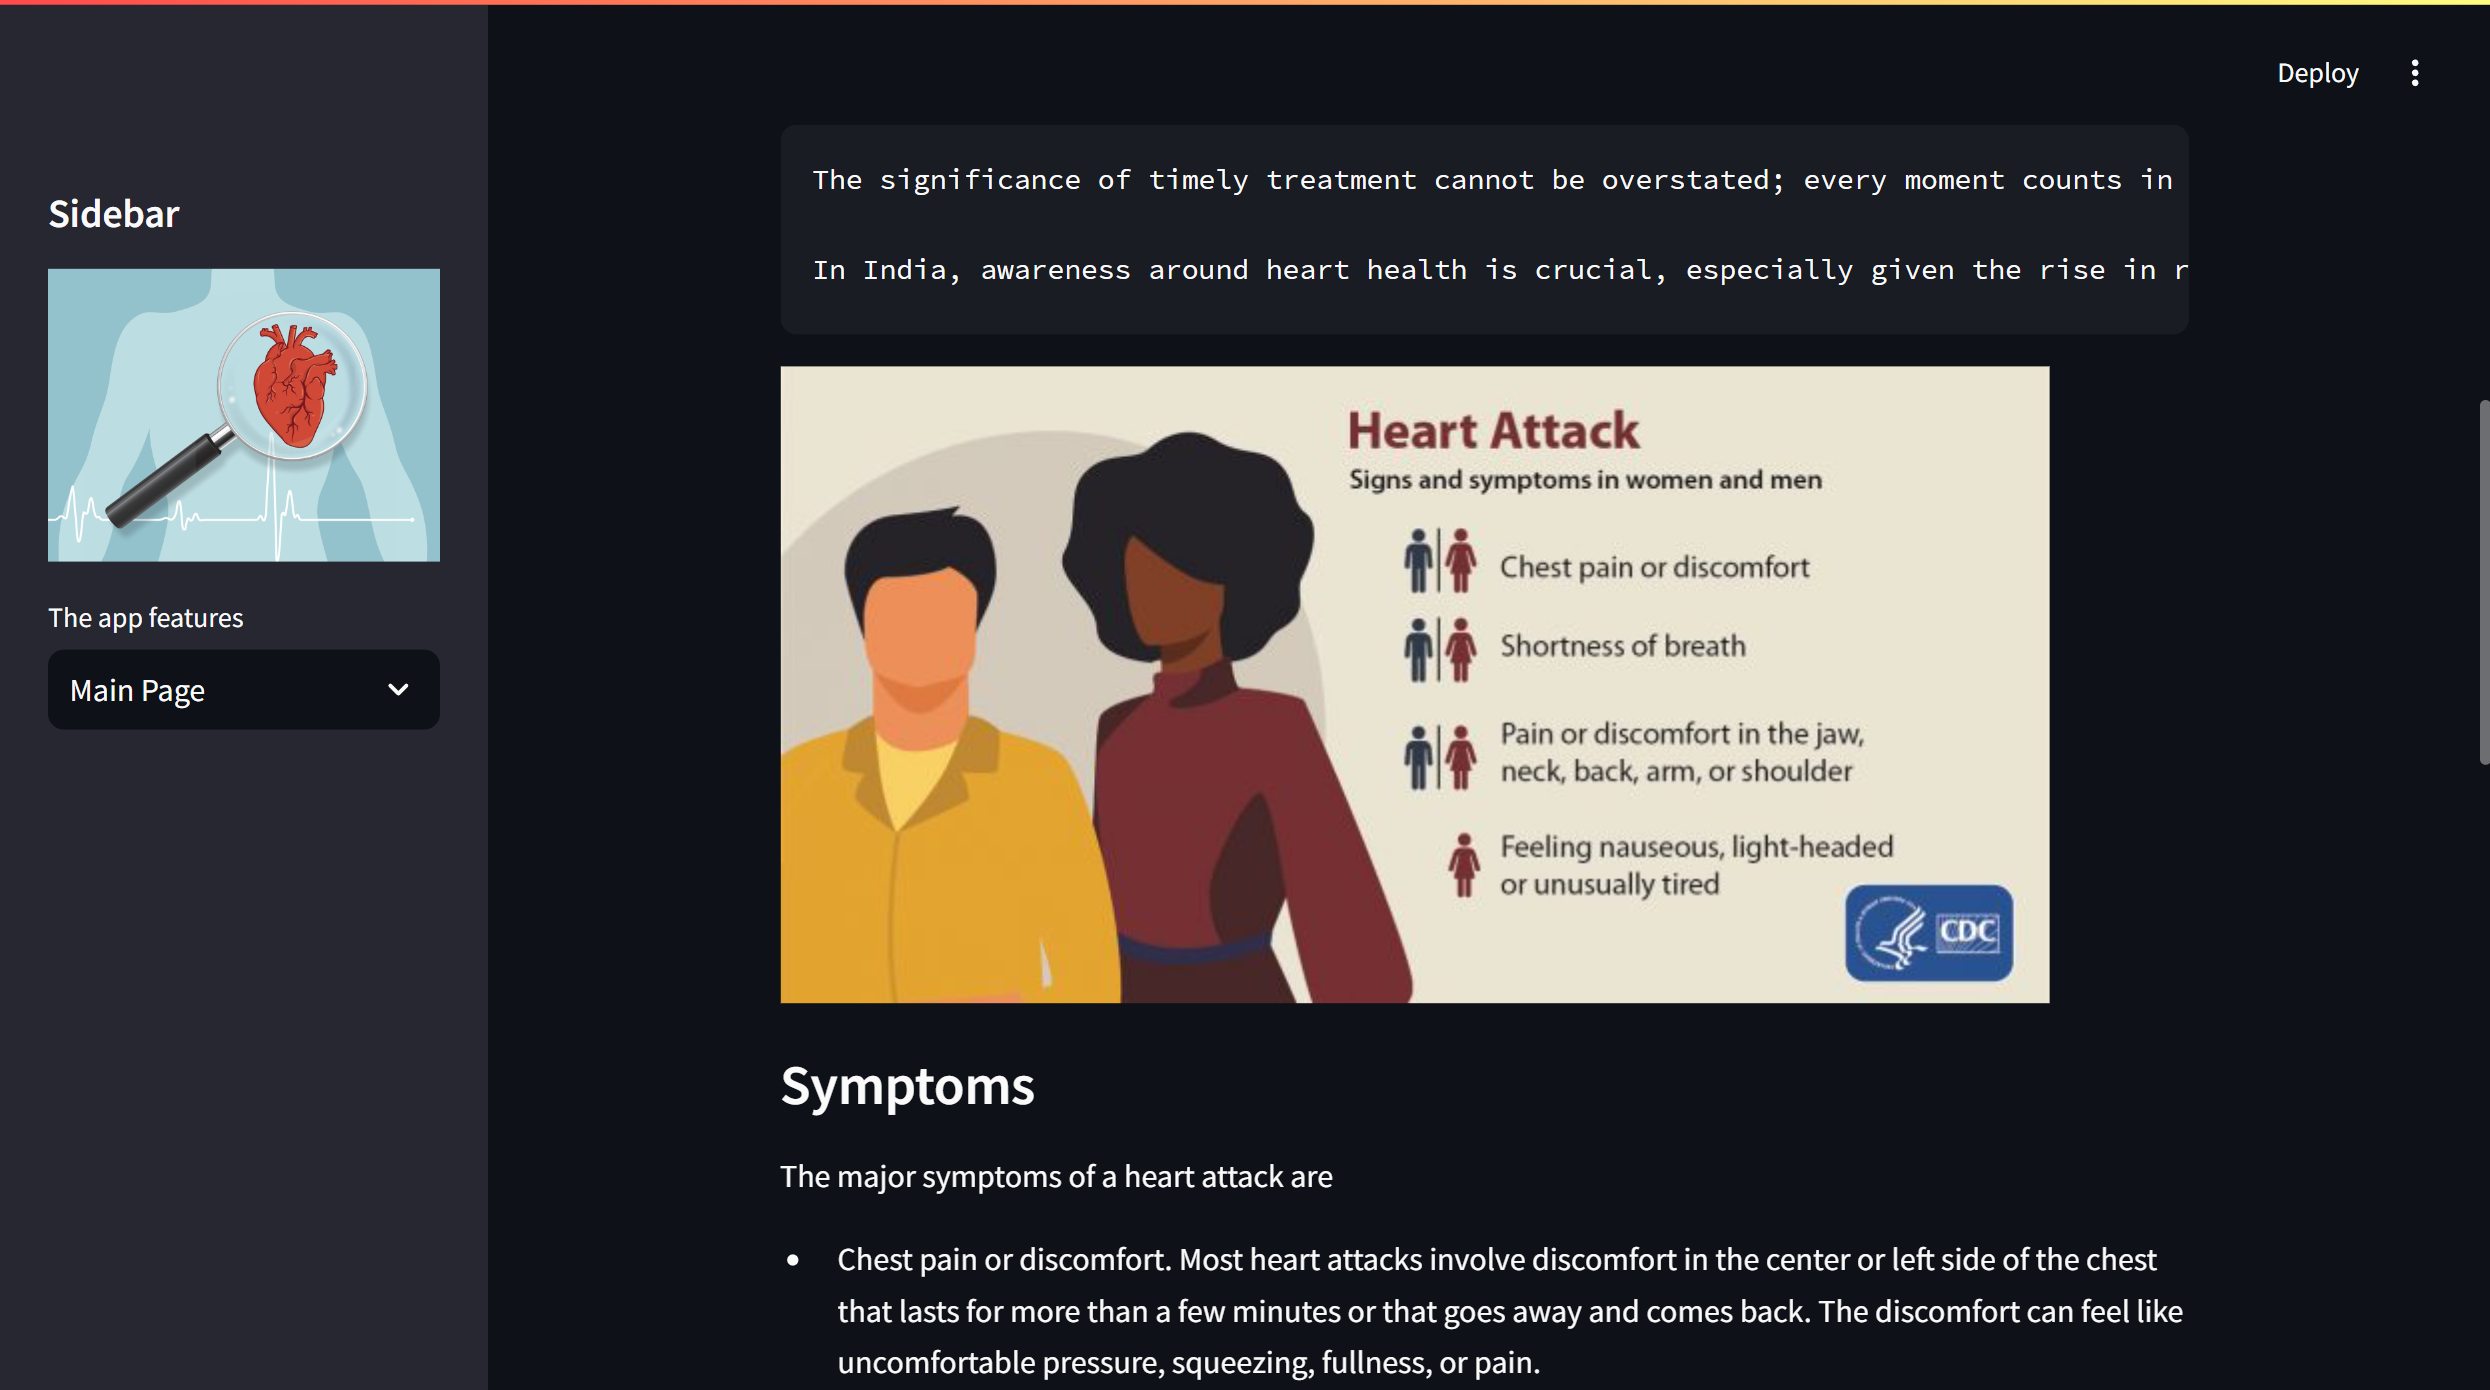 Deploy
Sidebar
The app features
Main Page
The significance of timely treatment cannot be overstated; every moment counts in
In India, awareness around heart health is crucial, especially given the rise in r
Heart Attack
Signs and symptoms in women and men
Chest pain or discomfort
Shortness of breath
Pain or discomfort in the jaw,
neck, back, arm, or shoulder
Feeling nauseous, light-headed
or unusually tired
CDC
Symptoms
The major symptoms of a heart attack are
Chest pain or discomfort. Most heart attacks involve discomfort in the center or left side of the chest
that lasts for more than a few minutes or that goes away and comes back. The discomfort can feel like
uncomfortable pressure, squeezing, fullness, or pain.